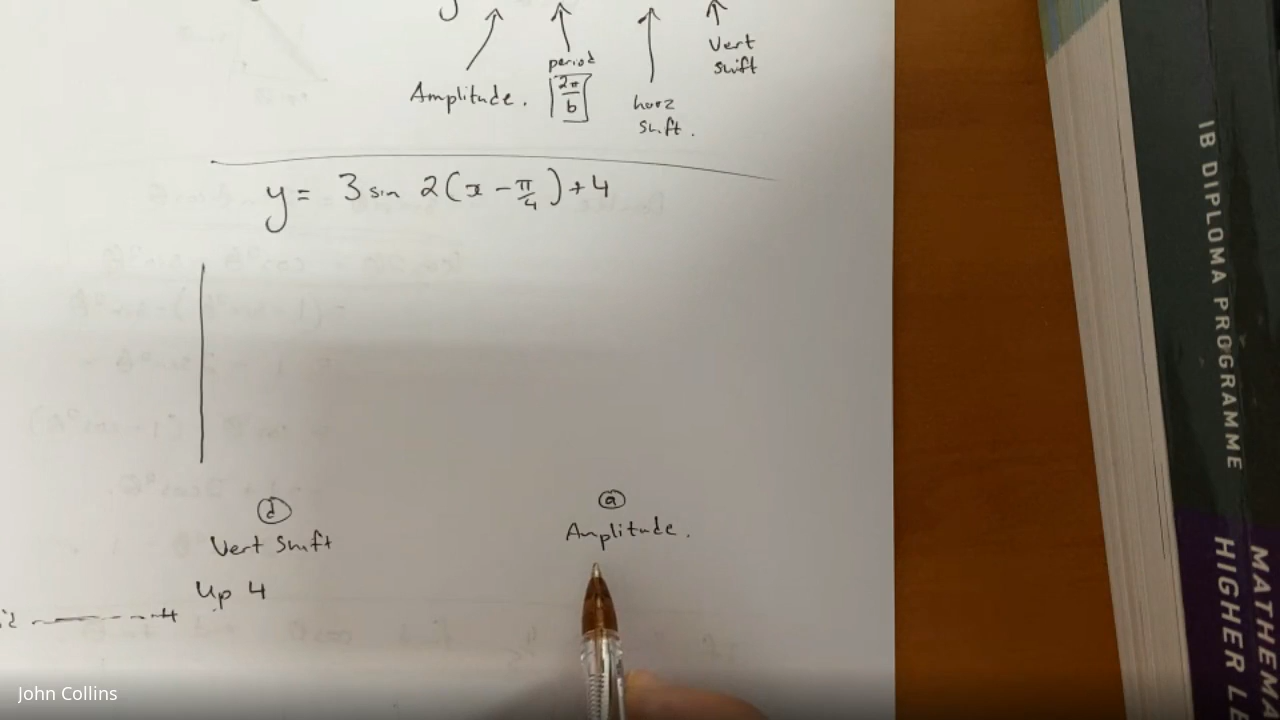 y
Amplitude.
period
2π
b
horz
shift.
Vert
shift
y = 3 sin 2(x - π/4) + 4
d
Vert Shift
Up 4
a
Amplitude.
IB DIPLOMA PROGRAMME
MATHEMA
HIGHER LE
John Collins